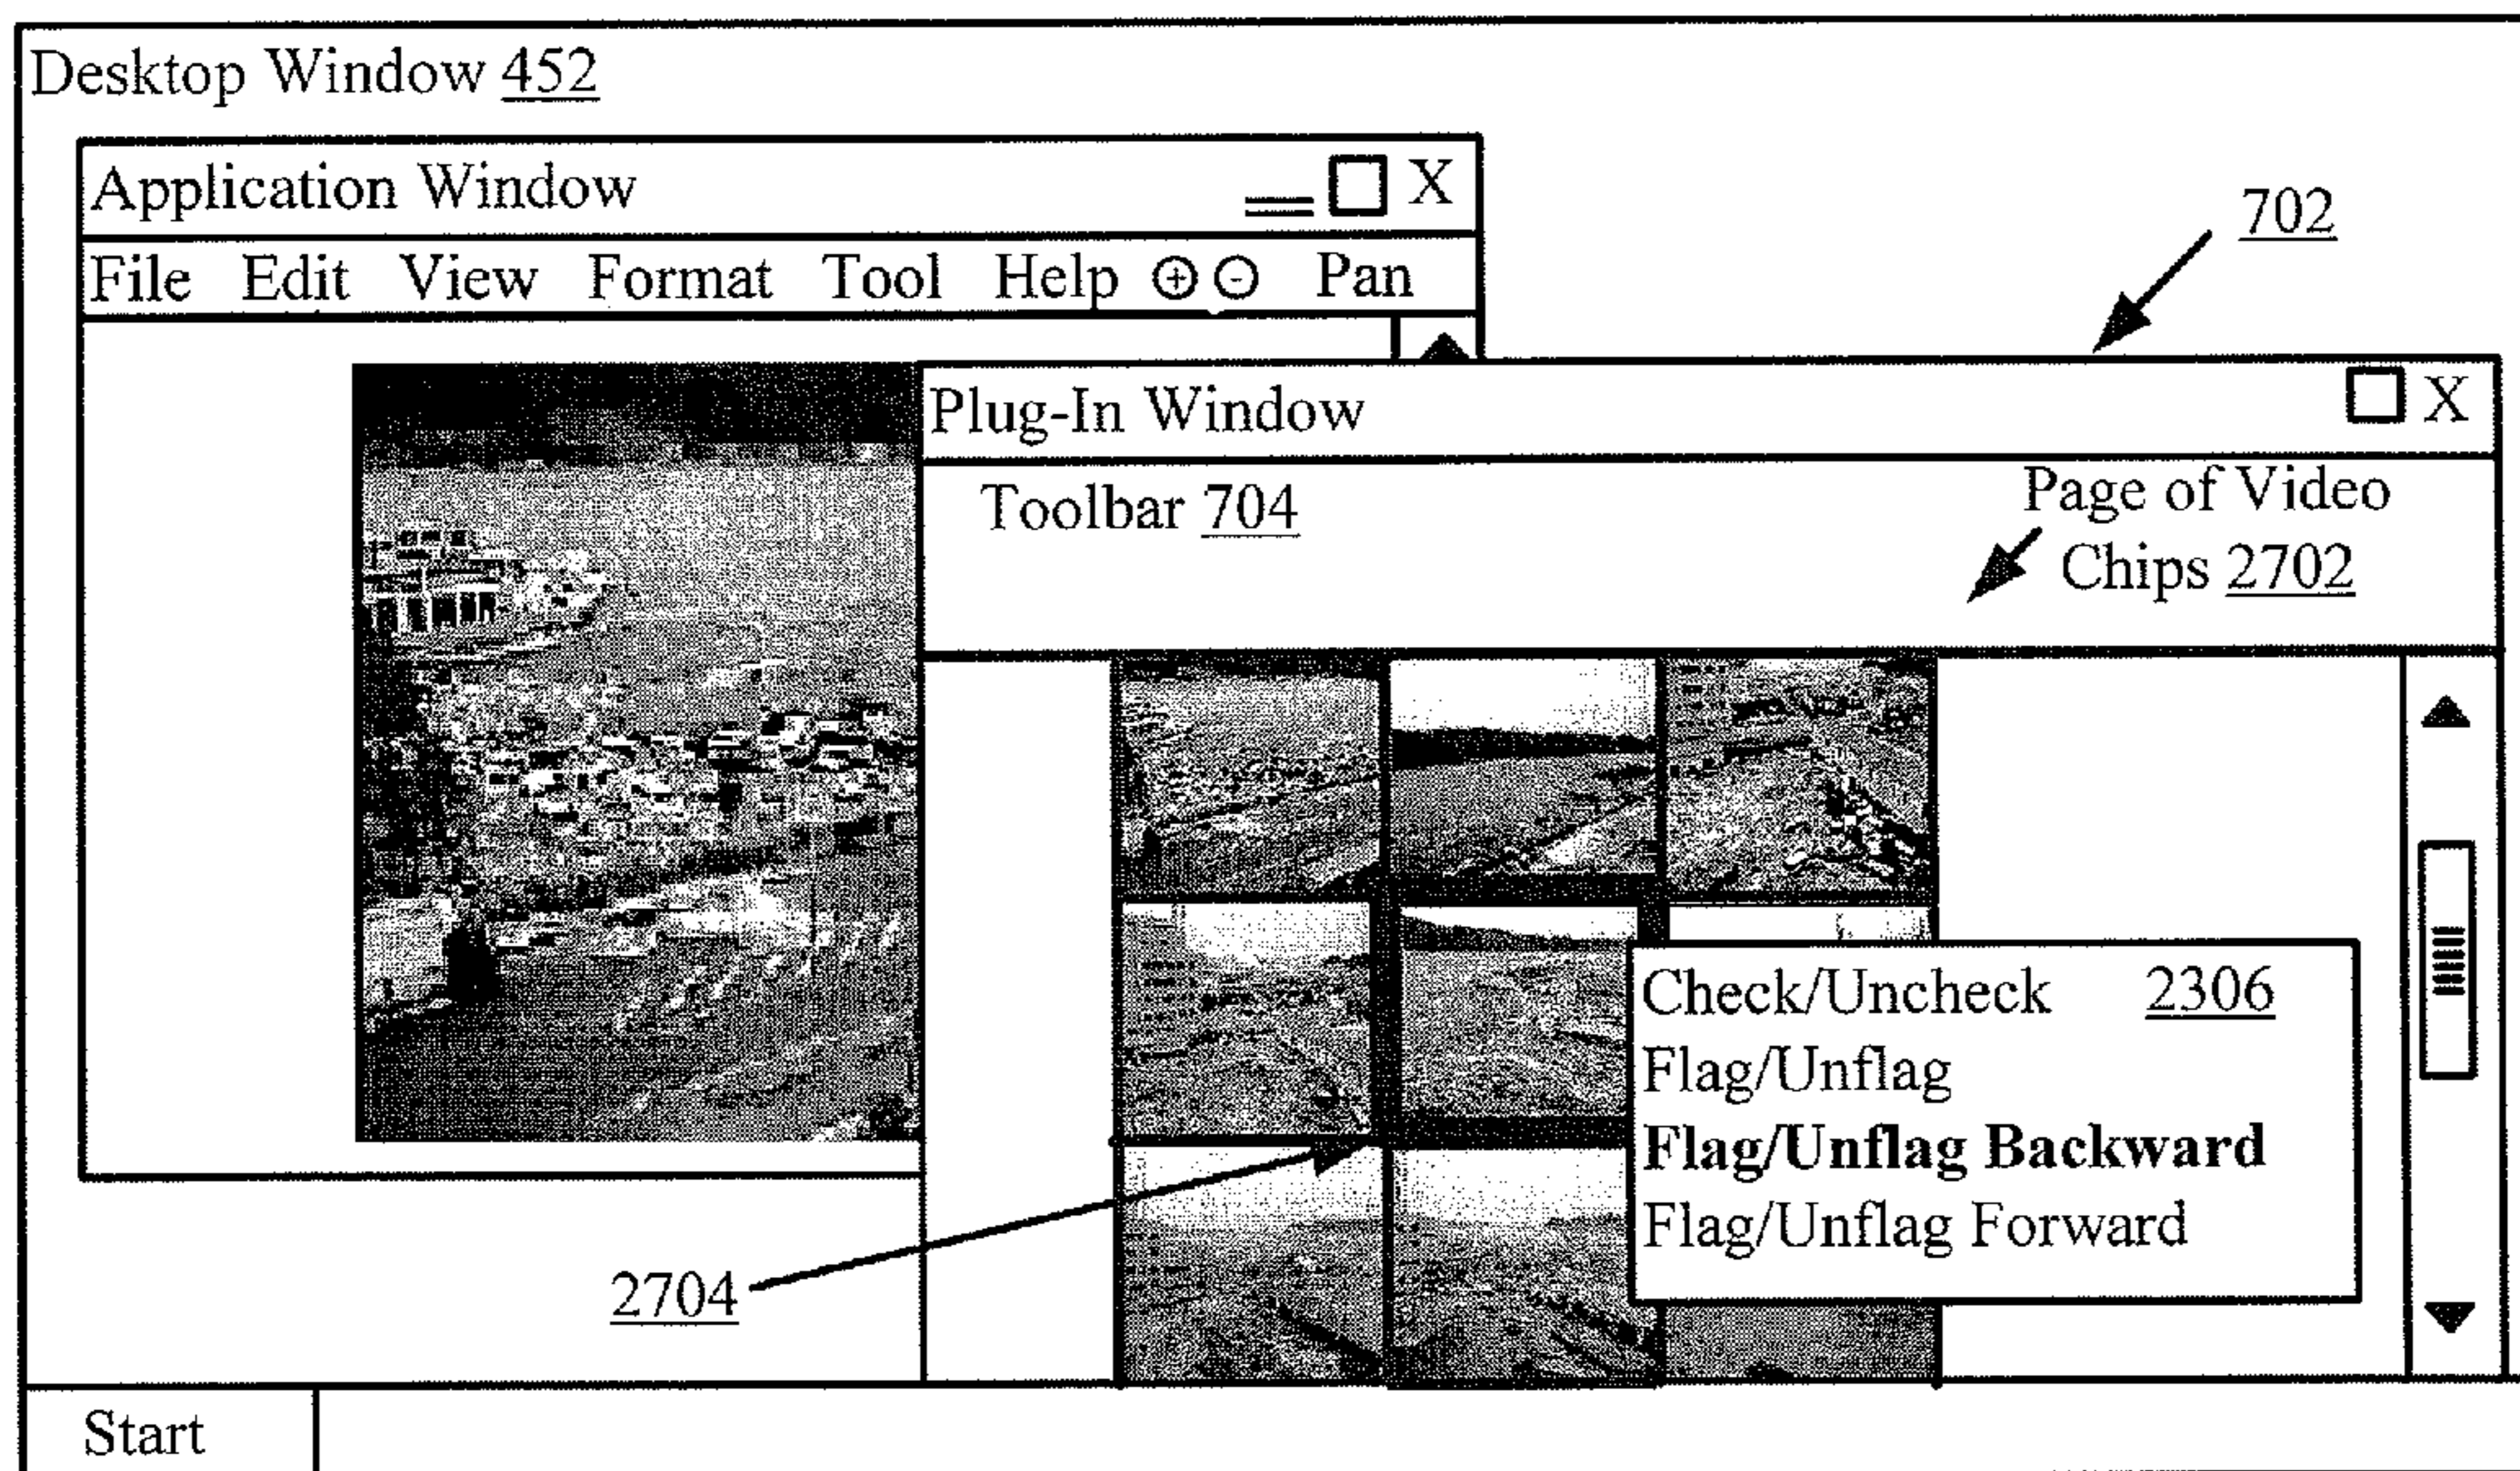 Desktop Window 452
Application Window X
File Edit View Format Tool Help + - Pan
702
Plug-In Window X
Toolbar 704
Page of Video
Chips 2702
Check/Uncheck 2306
Flag/Unflag
Flag/Unflag Backward
Flag/Unflag Forward
2704
Start